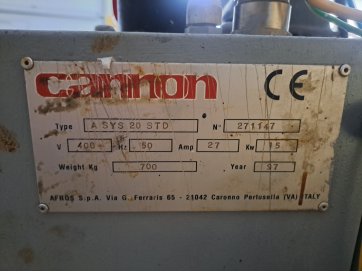 cannon CE
Type A SYS 20 STD N° 271147
V 400 Hz 50 Amp 27 Kw 15
Weight Kg 700 Year 97
AFROS S.p.A. Via G. Ferraris 65 - 21042 Caronno Pertusella (VA) ITALY